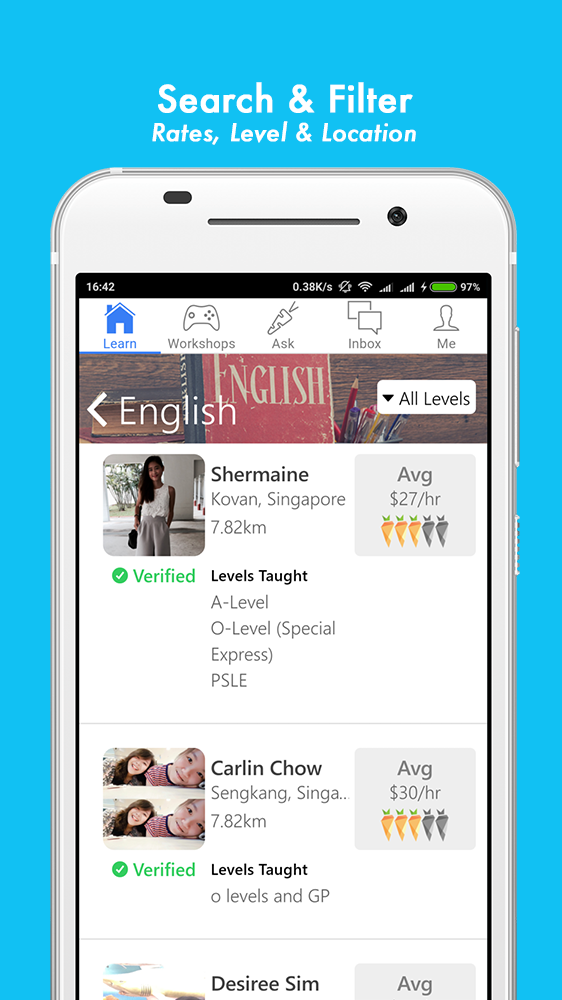 Search & Filter
Rates, Level & Location
16:42
0.38K/s
97%
Learn
Workshops
Ask
Inbox
Me
ENGLISH
English
All Levels
Shermaine
Kovan, Singapore
7.82km
Avg
$27/hr
Verified
Levels Taught
A-Level
O-Level (Special
Express)
PSLE
Carlin Chow
Sengkang, Singa...
7.82km
Avg
$30/hr
Verified
Levels Taught
o levels and GP
Desiree Sim
Avg